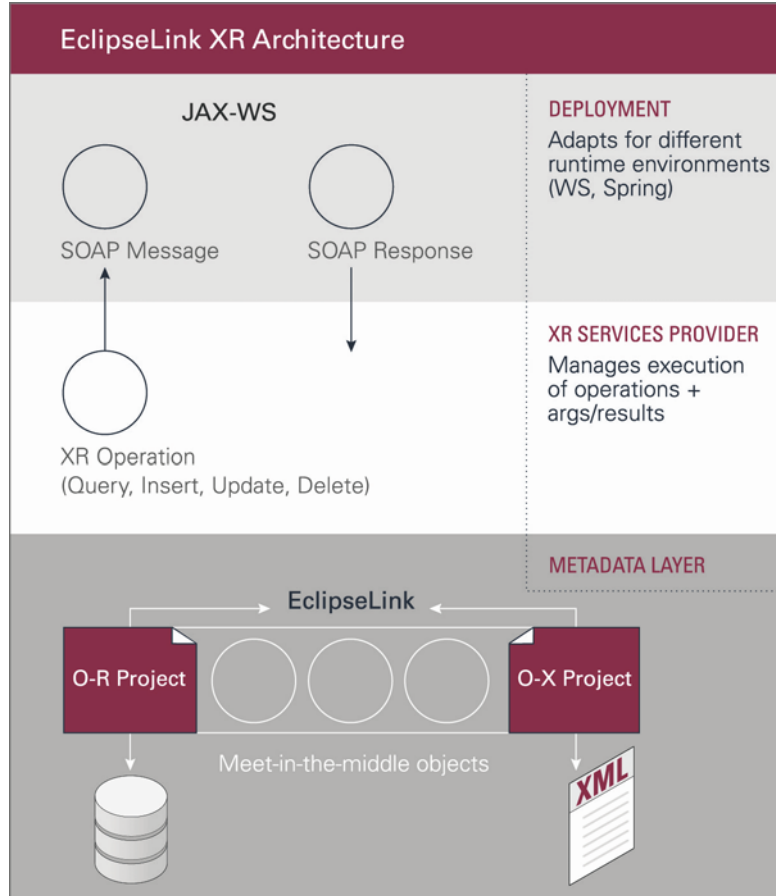 EclipseLink XR Architecture
JAX-WS
SOAP Message
SOAP Response
DEPLOYMENT
Adapts for different
runtime environments
(WS, Spring)
XR Operation
(Query, Insert, Update, Delete)
XR SERVICES PROVIDER
Manages execution
of operations +
args/results
METADATA LAYER
EclipseLink
O-R Project
O-X Project
Meet-in-the-middle objects
XML